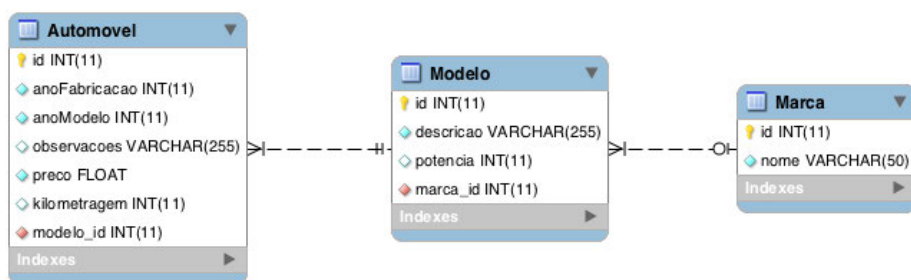 Automovel
id INT(11)
anoFabricacao INT(11)
anoModelo INT(11)
observacoes VARCHAR(255)
preco FLOAT
kilometragem INT(11)
modelo_id INT(11)
Indexes
Modelo
id INT(11)
descricao VARCHAR(255)
potencia INT(11)
marca_id INT(11)
Indexes
Marca
id INT(11)
nome VARCHAR(50)
Indexes